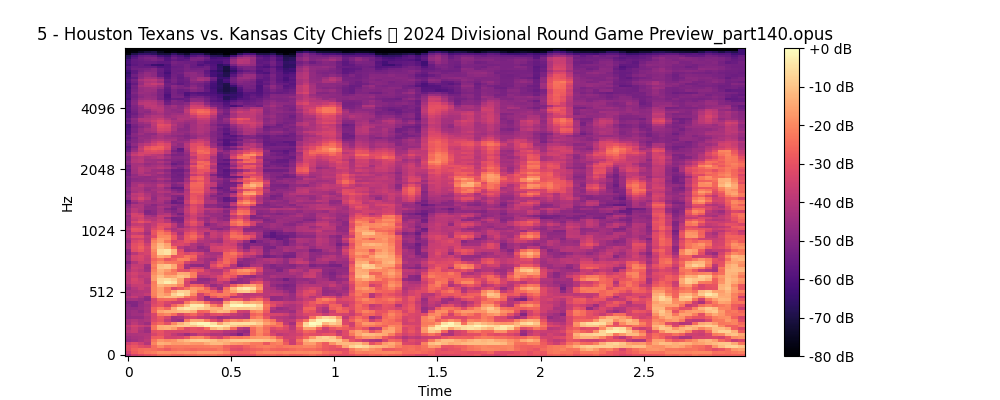 5 - Houston Texans vs. Kansas City Chiefs ▯ 2024 Divisional Round Game Preview_part140.opus
+0 dB
4096
-10 dB
-20 dB
2048
-30 dB
Hz
-40 dB
1024
-50 dB
512
-60 dB
-70 dB
0
-80 dB
0 0.5 1 1.5 2 2.5
Time